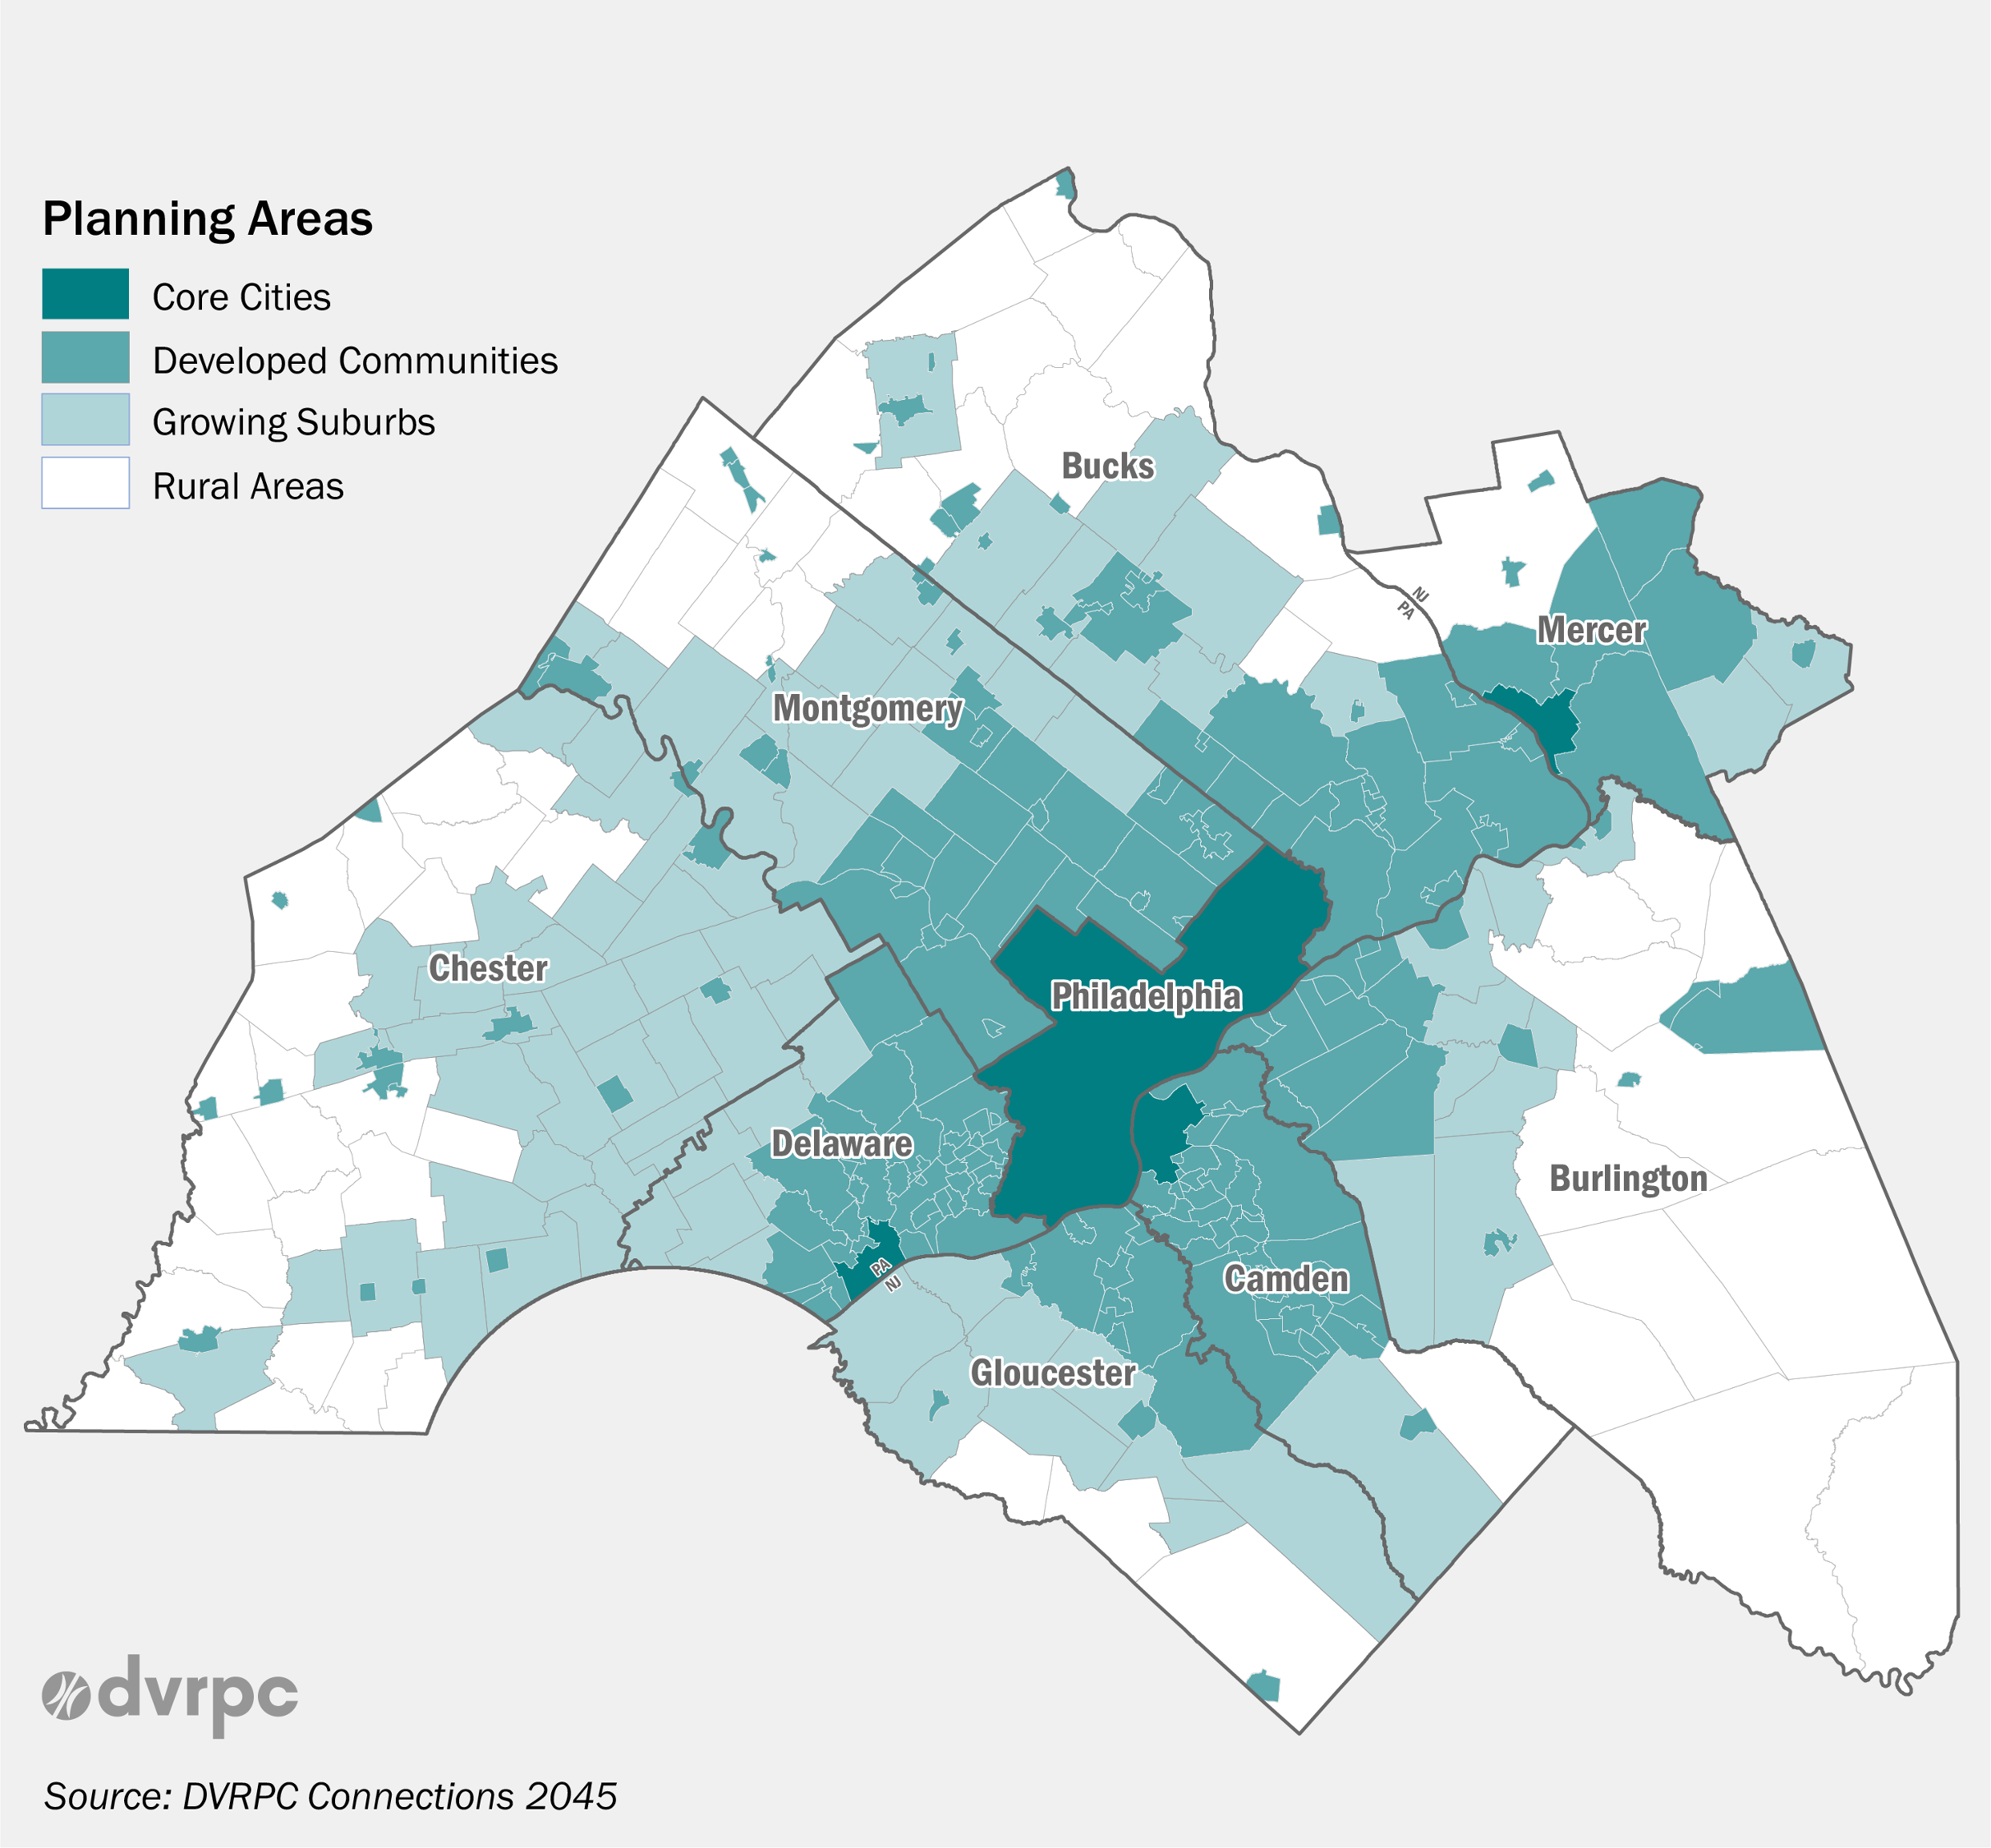 Planning Areas
Core Cities
Developed Communities
Growing Suburbs
Rural Areas
Bucks
NJ
PA
Mercer
Montgomery
Chester
Philadelphia
Delaware
Burlington
PA
NJ
Camden
Gloucester
dvrpc
Source: DVRPC Connections 2045